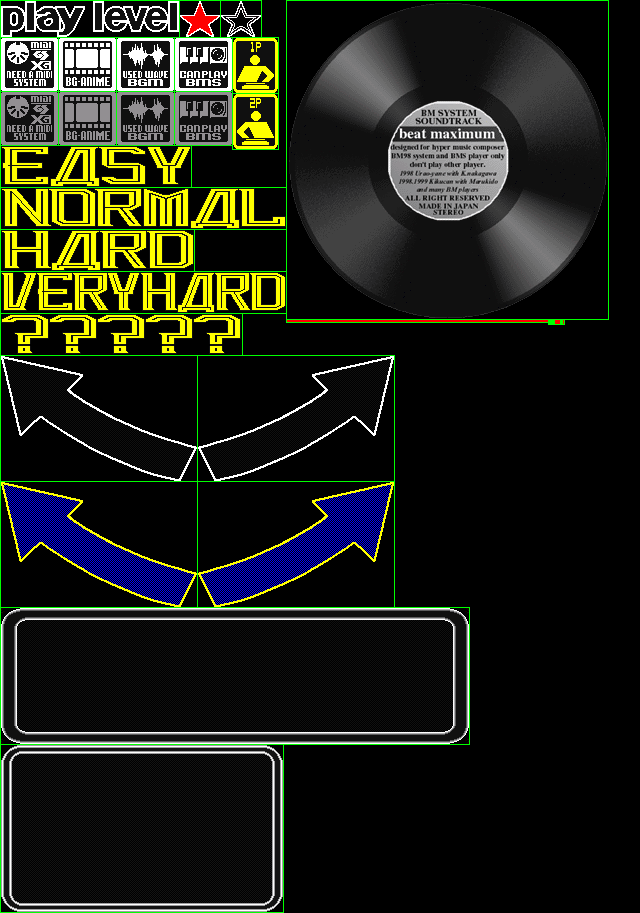 play level
midi
XG
NEED A MIDI
SYSTEM
BG-ANIME
USED WAVE
BGM
CANPLAY
BMS
1P
midi
XG
NEED A MIDI
SYSTEM
BG-ANIME
USED WAVE
BGM
CANPLAY
BMS
2P
EASY
NORMAL
HARD
VERYHARD
?????
BM SYSTEM
SOUNDTRACK
beat maximum
designed for hyper music composer
BM98 system and BMS player only
don't play other player.
1998 Urao-yane with K.nakagawa
1998,1999 Kikucan with Marukido
and many BM players
ALL RIGHT RESERVED
MADE IN JAPAN
STEREO